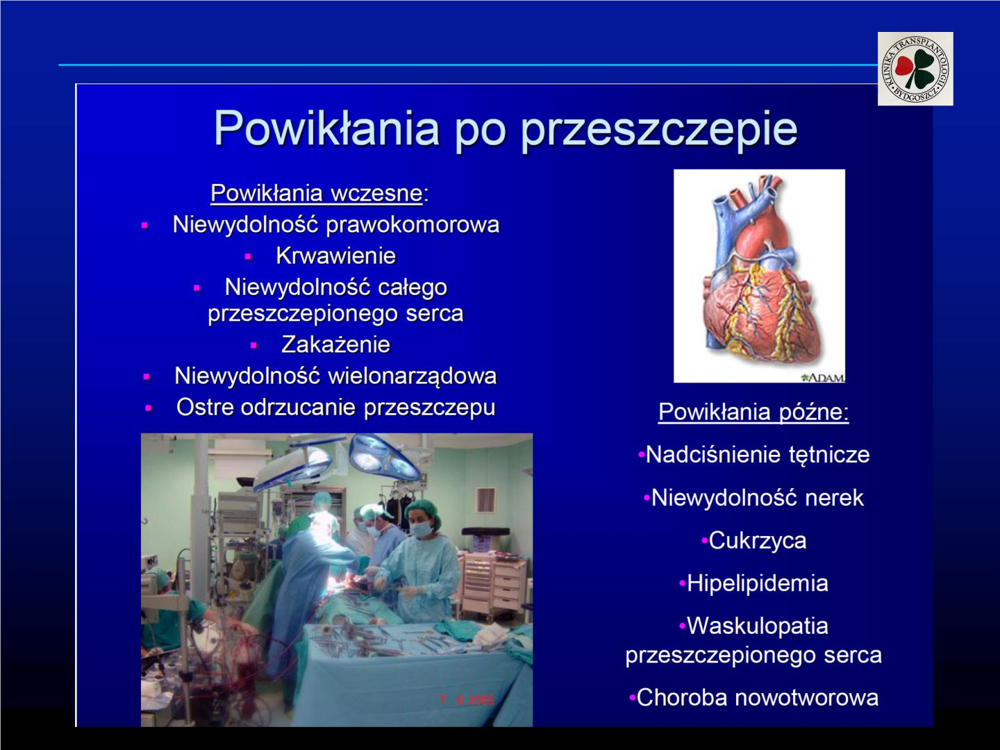 KLINIKA TRANSPLANTOLOGII
• BYDGOSZCZ •
Powikłania po przeszczepie
Powikłania wczesne:
▪ Niewydolność prawokomorowa
▪ Krwawienie
▪ Niewydolność całego
przeszczepionego serca
▪ Zakażenie
▪ Niewydolność wielonarządowa
▪ Ostre odrzucanie przeszczepu
7 6 2005
ADAM.
Powikłania późne:
•Nadciśnienie tętnicze
•Niewydolność nerek
•Cukrzyca
•Hipelipidemia
•Waskulopatia
przeszczepionego serca
•Choroba nowotworowa